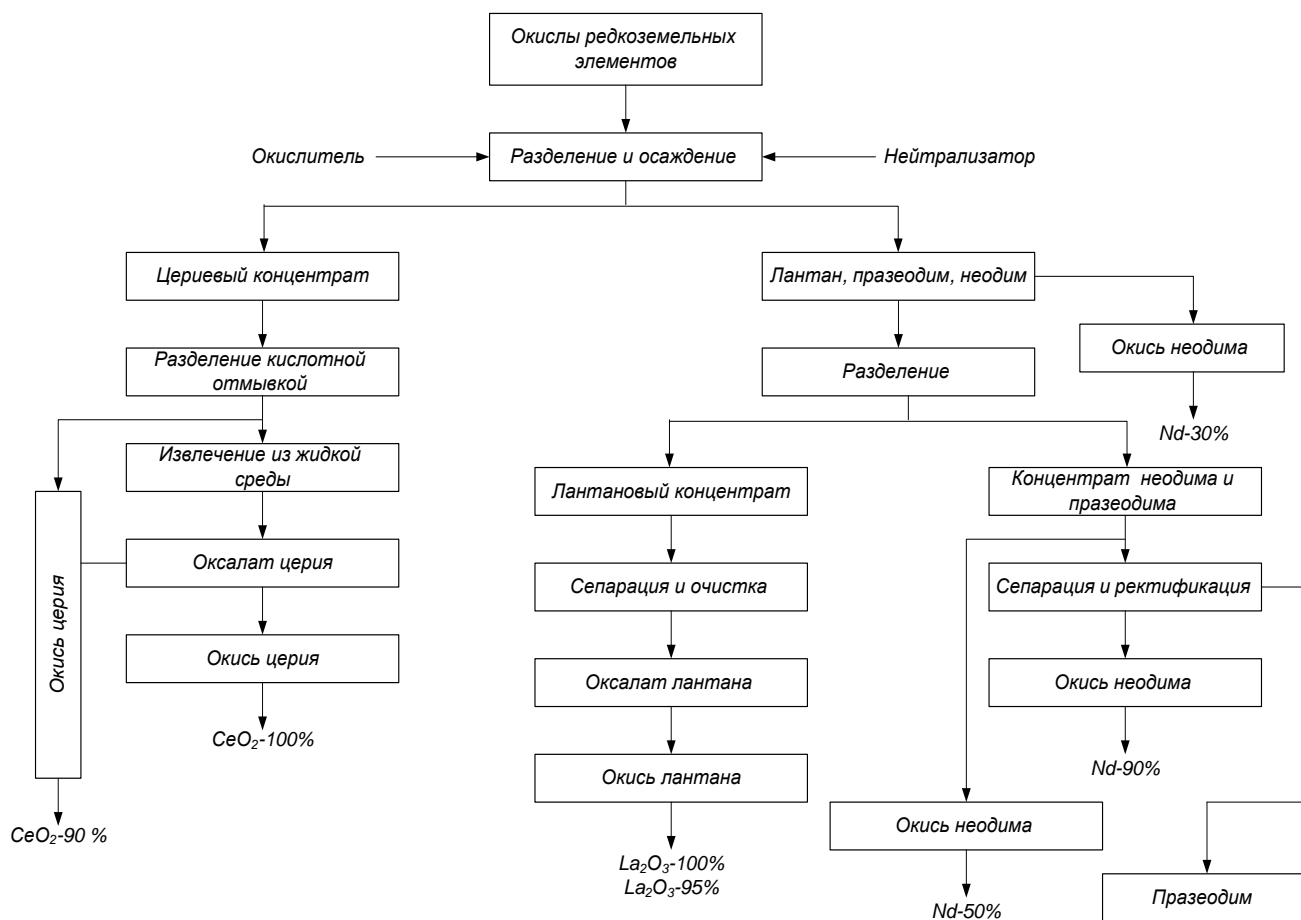 Окислы редкоземельных
элементов
Окислитель
Разделение и осаждение
Нейтрализатор
Цериевый концентрат
Лантан, празеодим, неодим
Разделение кислотной
отмывкой
Разделение
Окись неодима
Nd-30%
Извлечение из жидкой
среды
Лантановый концентрат
Концентрат неодима и
празеодима
Окись церия
Оксалат церия
Сепарация и очистка
Сепарация и ректификация
Окись церия
Оксалат лантана
Окись неодима
CeO₂-100%
Окись лантана
Nd-90%
CeO₂-90 %
Окись неодима
La₂O₃-100%
La₂O₃-95%
Nd-50%
Празеодим